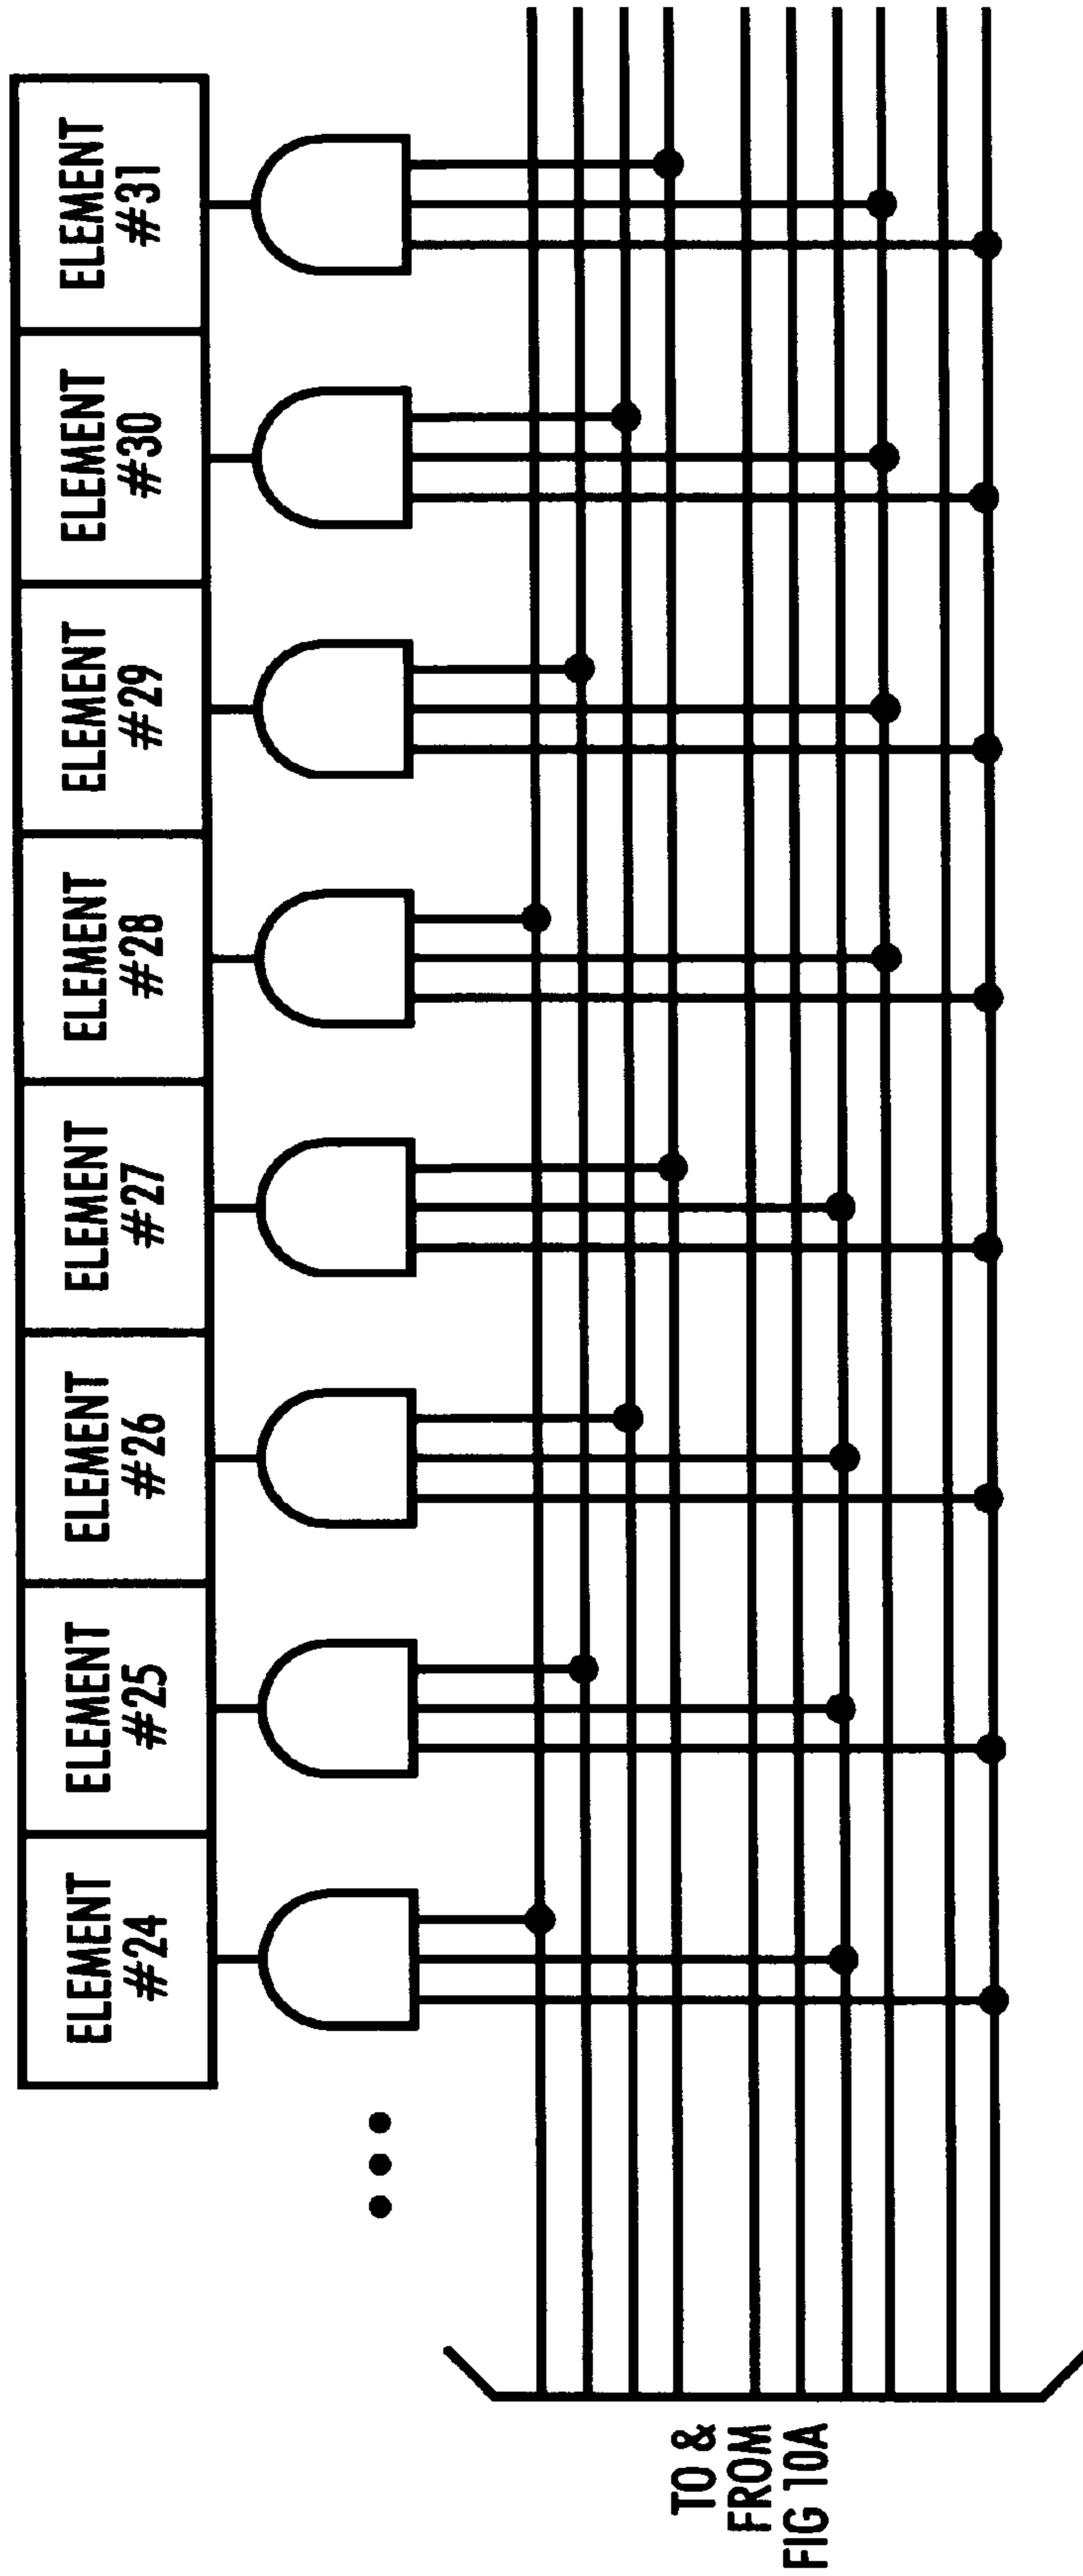 ELEMENT
#24
ELEMENT
#25
ELEMENT
#26
ELEMENT
#27
ELEMENT
#28
ELEMENT
#29
ELEMENT
#30
ELEMENT
#31
TO &
FROM
FIG 10A